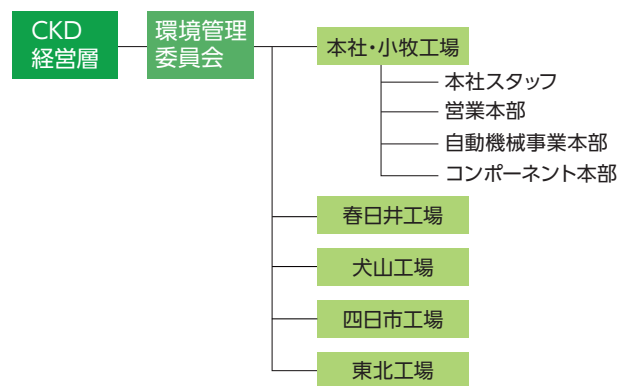 CKD
経営層
環境管理
委員会
本社・小牧工場
本社スタッフ
営業本部
自動機械事業本部
コンポーネント本部
春日井工場
犬山工場
四日市工場
東北工場